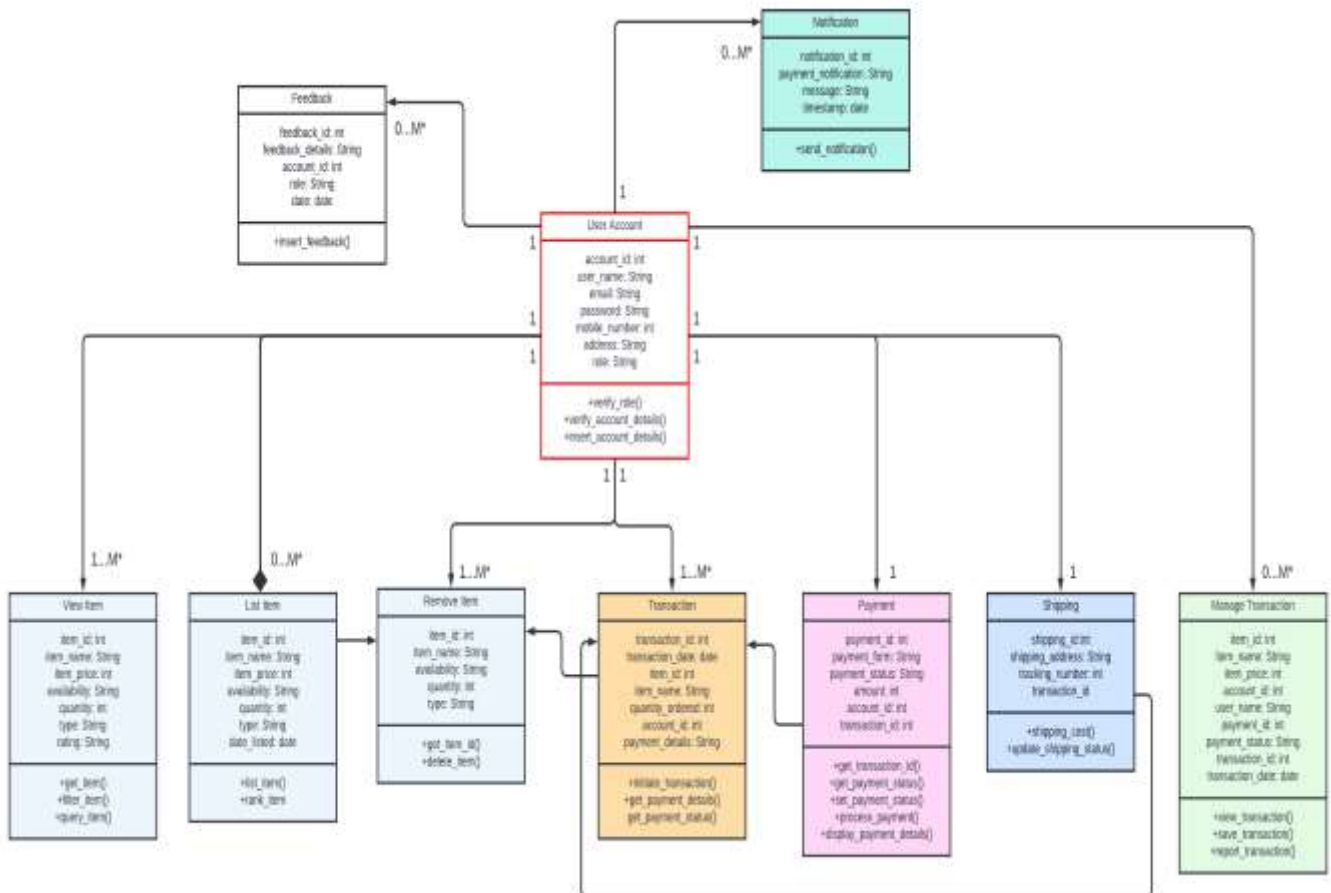 Notification
notification_id: int
payment_notification: String
message: String
timestamp: date
+send_notification()
0...M*
Feedback
feedback_id: int
feedback_details: String
account_id: int
role: String
date: date
+insert_feedback()
0...M*
1
User Account
account_id: int
user_name: String
email: String
password: String
mobile_number: int
address: String
role: String
+verify_role()
+verify_account_details()
+insert_account_details()
1
1
1
1
1
1
1
1
1...M*
0...M*
1...M*
1...M*
1
1
0...M*
View Item
item_id: int
item_name: String
item_price: int
availability: String
quantity: int
type: String
rating: String
+get_item()
+filter_item()
+query_item()
List Item
item_id: int
item_name: String
item_price: int
availability: String
quantity: int
type: String
date_listed: date
+list_item()
+rank_item
Remove Item
item_id: int
item_name: String
availability: String
quantity: int
type: String
+get_item_id()
+delete_item()
Transaction
transaction_id: int
transaction_date: date
item_id: int
item_name: String
quantity_ordered: int
account_id: int
payment_details: String
+initiate_transaction()
+get_payment_details()
get_payment_status()
Payment
payment_id: int
payment_form: String
payment_status: String
amount: int
account_id: int
transaction_id: int
+get_transaction_id()
+get_payment_status()
+set_payment_status()
+process_payment()
+display_payment_details()
Shipping
shipping_id:int
shipping_address: String
tracking_number: int
transaction_id
+shipping_cost()
+update_shipping_status()
Manage Transaction
item_id: int
item_name: String
item_price: int
account_id: int
user_name: String
payment_id: int
payment_status: String
transaction_id: int
transaction_date: date
+view_transaction()
+save_transaction()
+report_transaction()